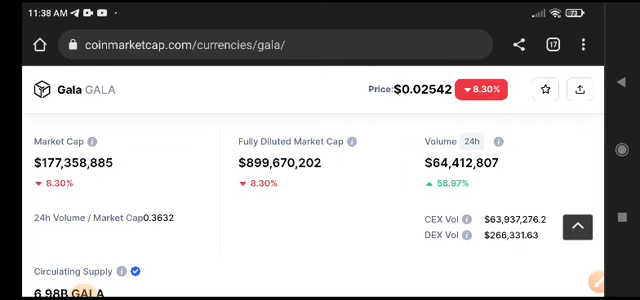 11:38 AM
73
coinmarketcap.com/currencies/gala/
17
Gala GALA
Price:$0.02542 8.30%
Market Cap
$177,358,885
8.30%
24h Volume / Market Cap0.3632
Fully Diluted Market Cap
$899,670,202
8.30%
Volume 24h
$64,412,807
58.97%
CEX Vol $63,937,276.2
DEX Vol $266,331.63
Circulating Supply
6.98B GALA